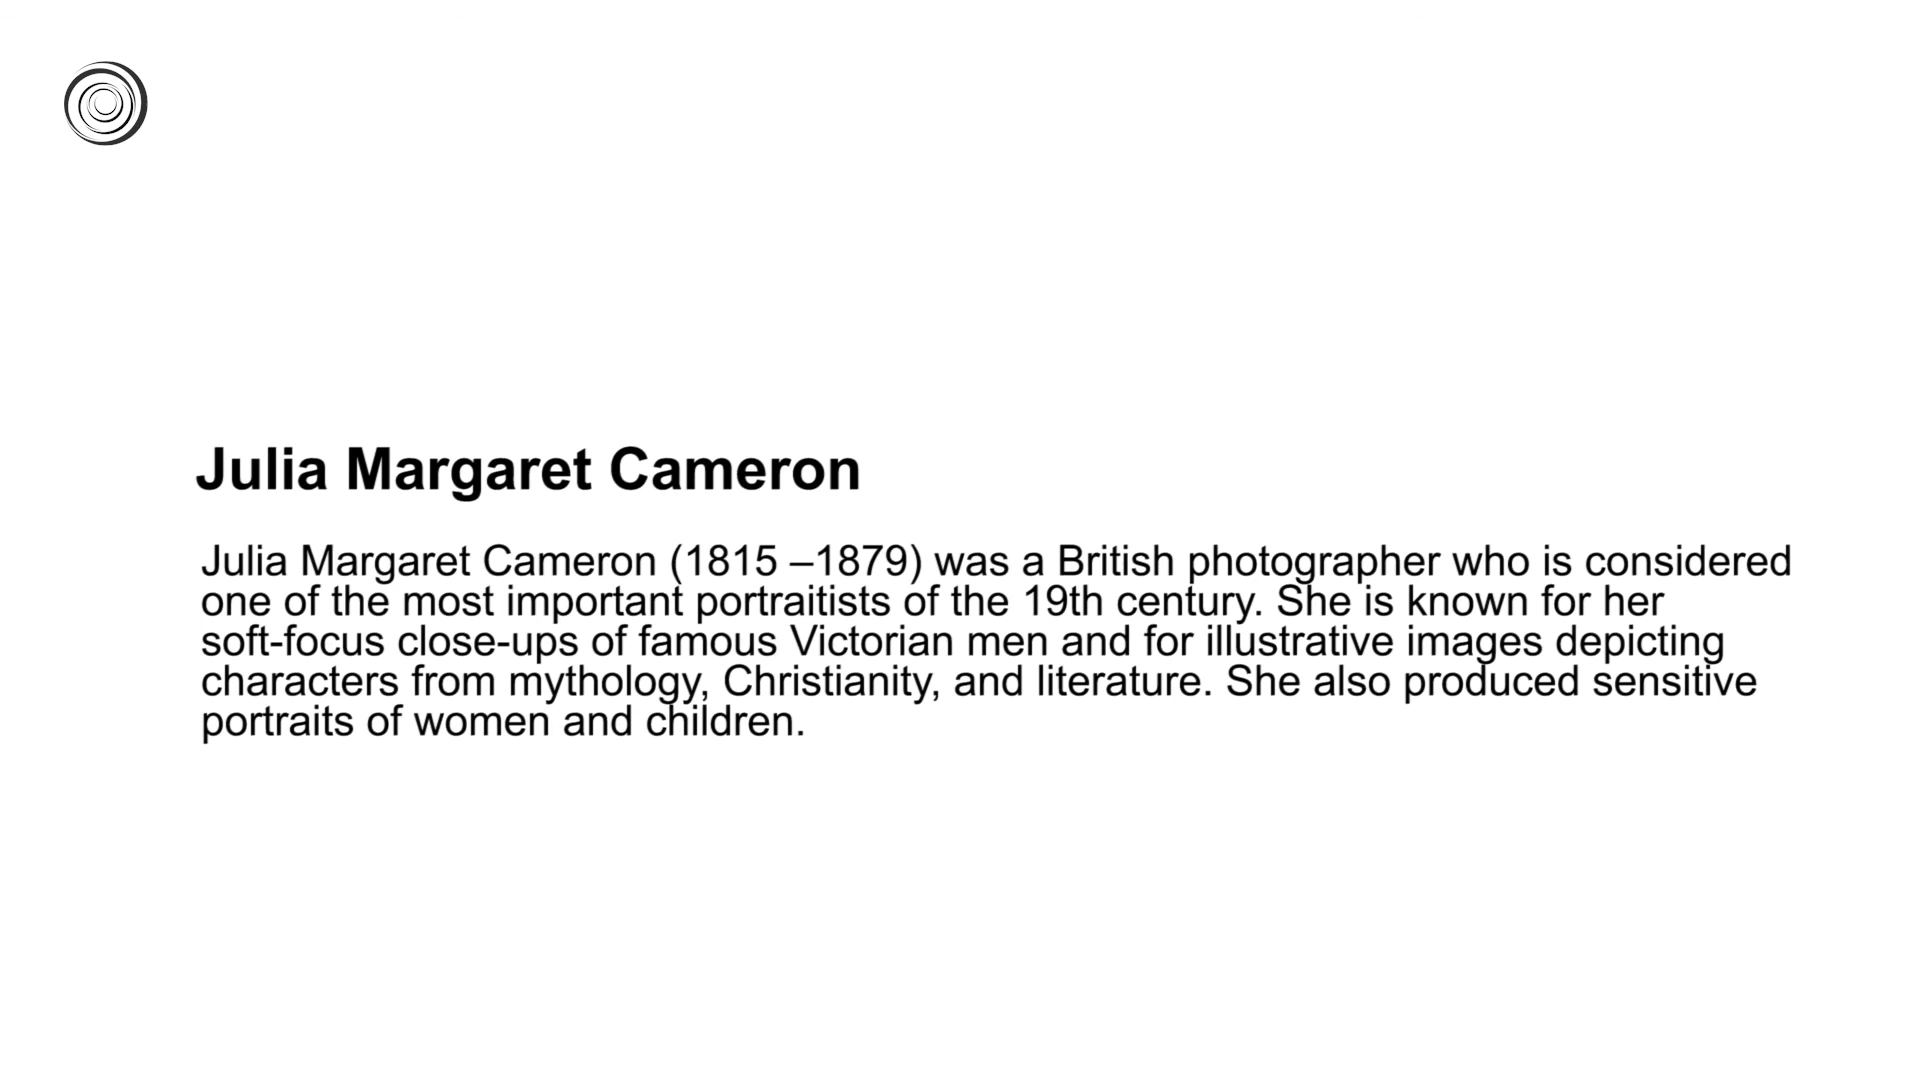 Julia Margaret Cameron
Julia Margaret Cameron (1815 –1879) was a British photographer who is considered
one of the most important portraitists of the 19th century. She is known for her
soft-focus close-ups of famous Victorian men and for illustrative images depicting
characters from mythology, Christianity, and literature. She also produced sensitive
portraits of women and children.